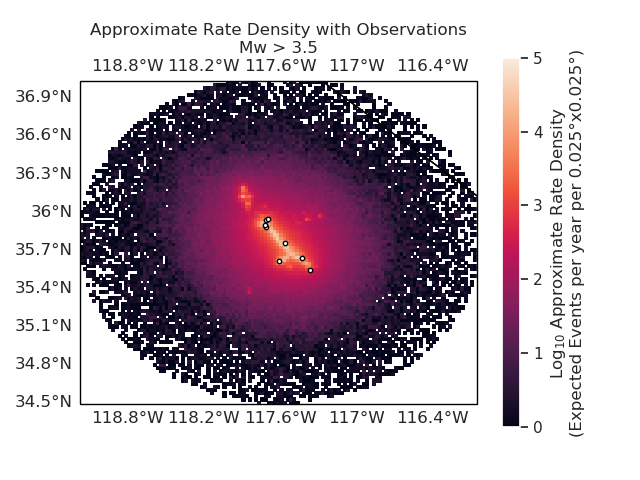 Approximate Rate Density with Observations
Mw > 3.5
118.8°W 118.2°W 117.6°W 117°W 116.4°W
36.9°N
36.6°N
36.3°N
36°N
35.7°N
35.4°N
35.1°N
34.8°N
34.5°N
118.8°W 118.2°W 117.6°W 117°W 116.4°W
5
4
3
2
1
0
Log₁₀ Approximate Rate Density
(Expected Events per year per 0.025°x0.025°)